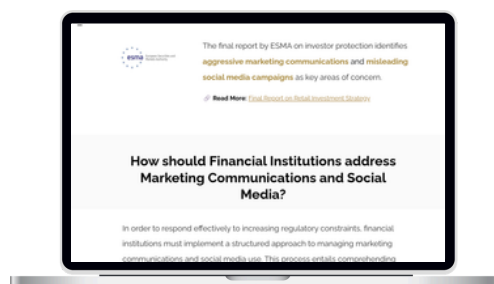 The final report by ESMA on investor protection identifies
aggressive marketing communications and misleading
social media campaigns as key areas of concern.
esma
Read More: Final Report on Retail Investment Strategy
How should Financial Institutions address
Marketing Communications and Social
Media?
In order to respond effectively to increasing regulatory constraints, financial
institutions must implement a structured approach to managing marketing
communications and social media use. This process entails comprehending